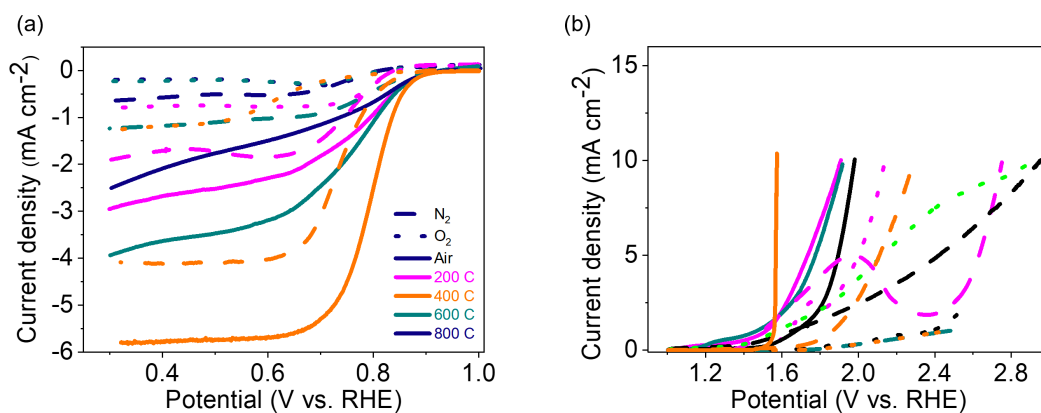 (a)
0
-1
-2
-3
-4
-5
-6
Current density (mA cm-2)
0.4 0.6 0.8 1.0
Potential (V vs. RHE)
N2
O2
Air
200 C
400 C
600 C
800 C
(b)
15
10
5
0
Current density (mA cm-2)
1.2 1.6 2.0 2.4 2.8
Potential (V vs. RHE)